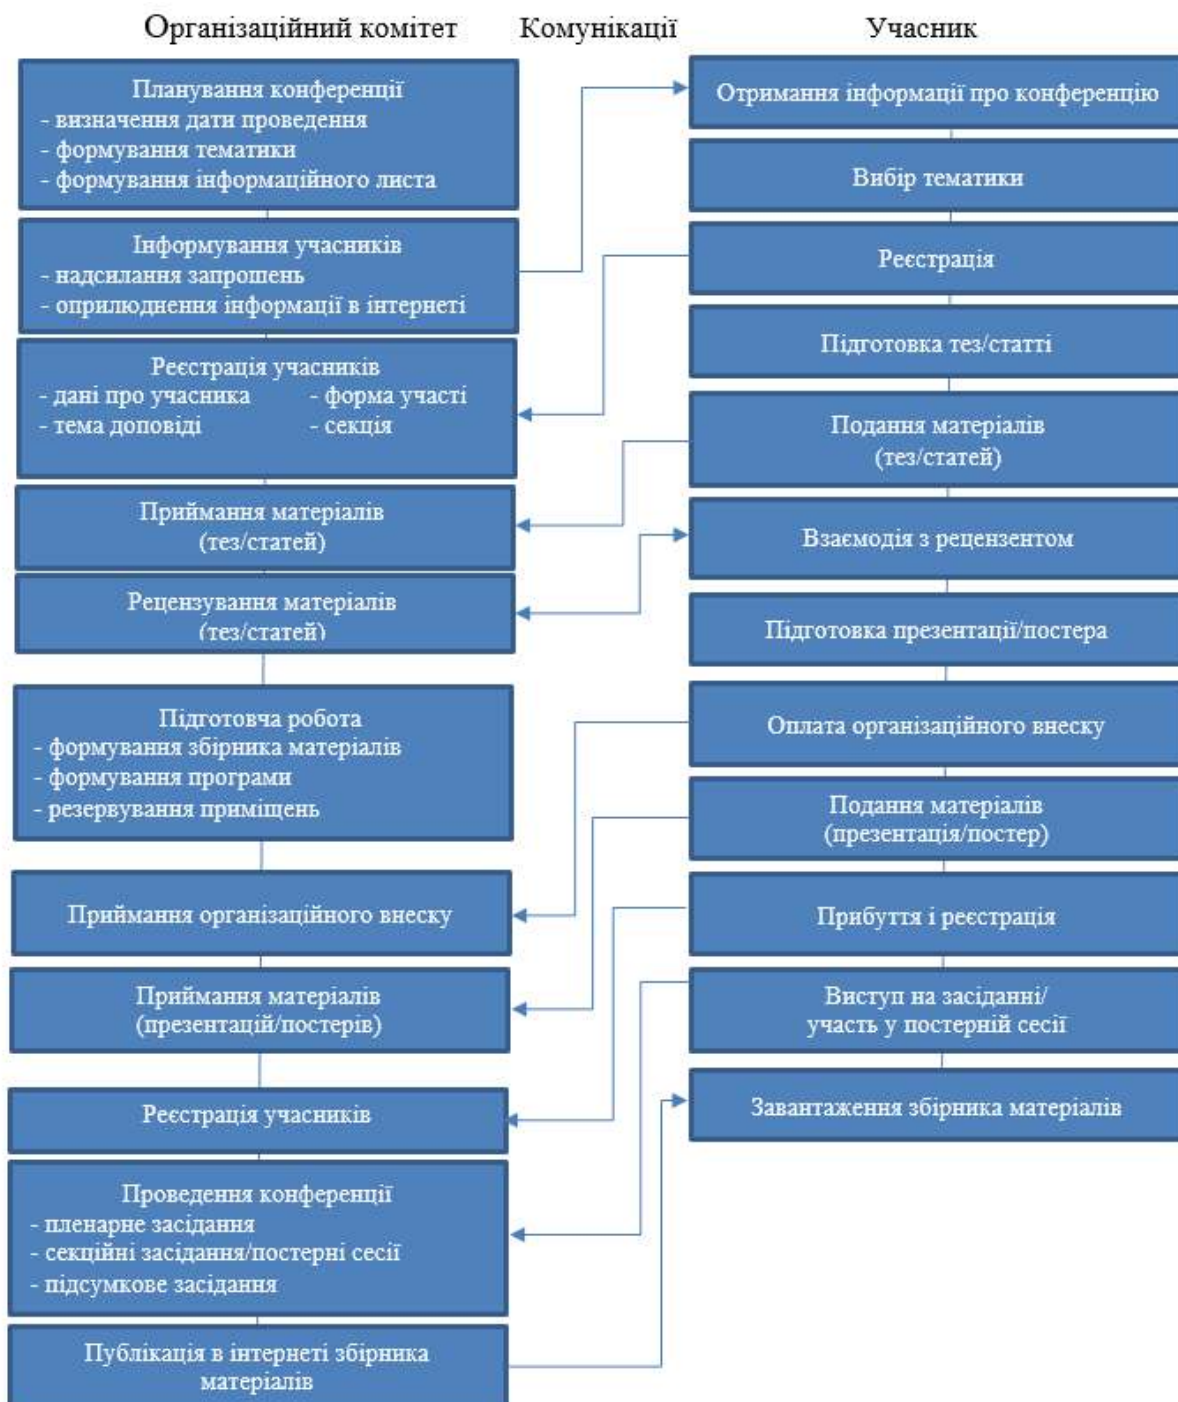 Організаційний комітет
Комунікації
Учасник
Планування конференції
- визначення дати проведення
- формування тематики
- формування інформаційного листа
Інформування учасників
- надсилання запрошень
- оприлюднення інформації в інтернеті
Реєстрація учасників
- дані про учасника - форма участі
- тема доповіді - секція
Приймання матеріалів
(тез/статей)
Рецензування матеріалів
(тез/статей)
Підготовча робота
- формування збірника матеріалів
- формування програми
- резервування приміщень
Приймання організаційного внеску
Приймання матеріалів
(презентацій/постерів)
Реєстрація учасників
Проведення конференції
- пленарне засідання
- секційні засідання/постерні сесії
- підсумкове засідання
Публікація в інтернеті збірника
матеріалів
Отримання інформації про конференцію
Вибір тематики
Реєстрація
Підготовка тез/статті
Подання матеріалів
(тез/статей)
Взаємодія з рецензентом
Підготовка презентації/постера
Оплата організаційного внеску
Подання матеріалів
(презентація/постер)
Прибуття і реєстрація
Виступ на засіданні/
участь у постерній сесії
Завантаження збірника матеріалів